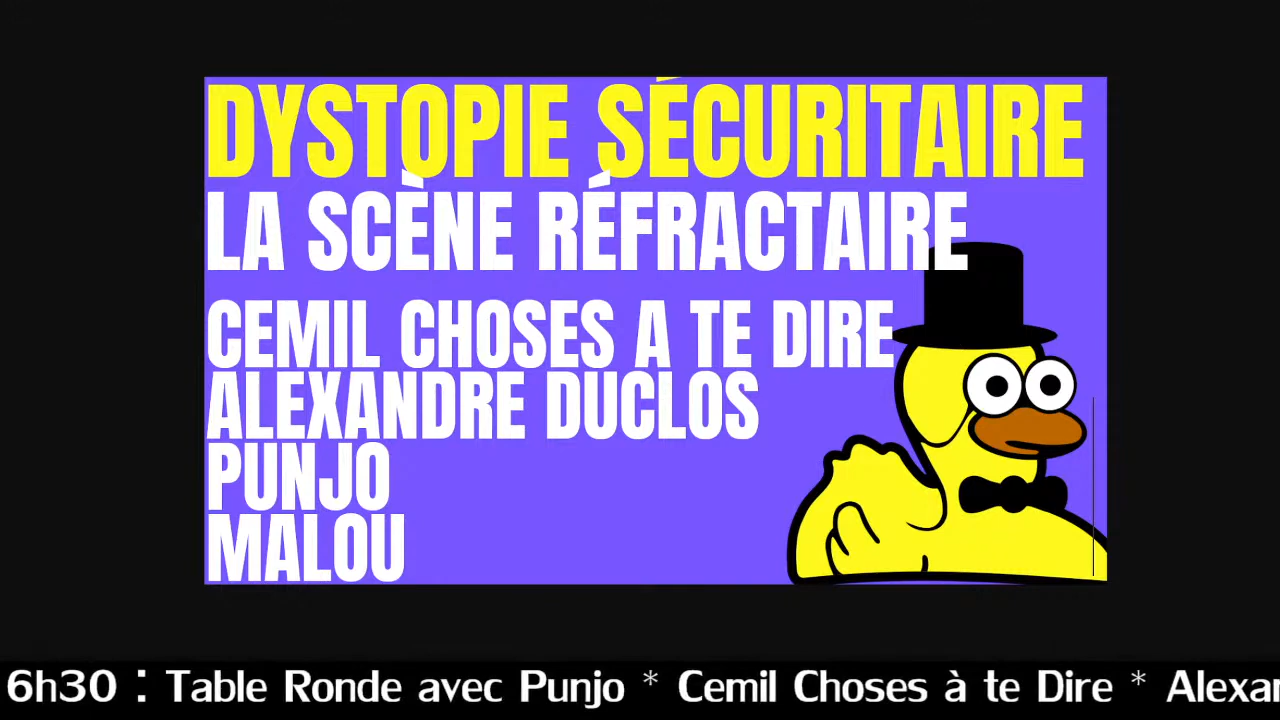 DYSTOPIE SÉCURITAIRE
LA SCÈNE RÉFRACTAIRE
CEMIL CHOSES A TE DIRE
ALEXANDRE DUCLOS
PUNJO
MALOU
6h30 : Table Ronde avec Punjo * Cemil Choses à te Dire *